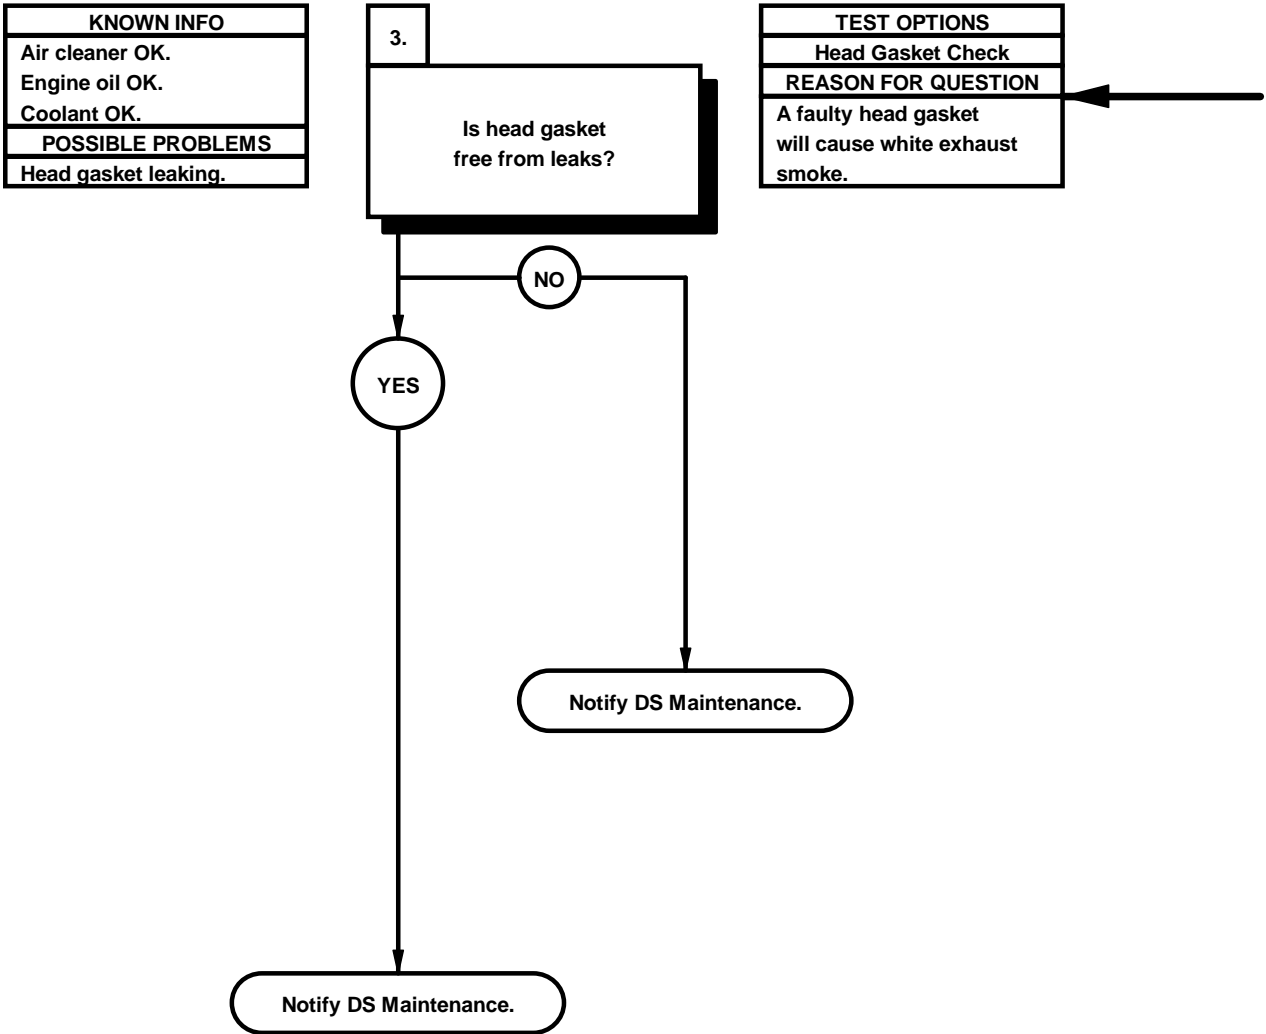 KNOWN INFO
Air cleaner OK.
Engine oil OK.
Coolant OK.
POSSIBLE PROBLEMS
Head gasket leaking.
3.
Is head gasket
free from leaks?
TEST OPTIONS
Head Gasket Check
REASON FOR QUESTION
A faulty head gasket
will cause white exhaust
smoke.
NO
YES
Notify DS Maintenance.
Notify DS Maintenance.